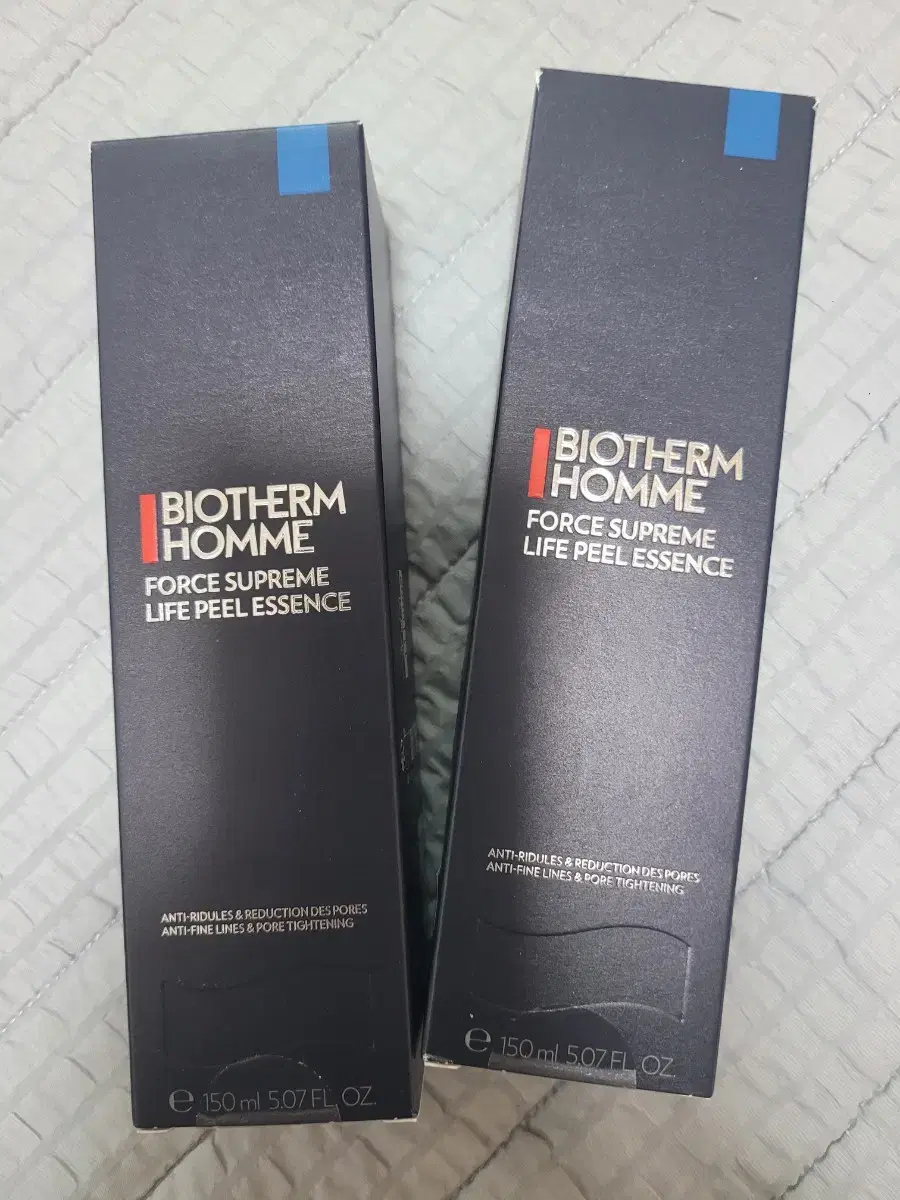 BIOTHERM
HOMME
FORCE SUPREME
LIFE PEEL ESSENCE
ANTI-RIDULES & REDUCTION DES PORES
ANTI-FINE LINES & PORE TIGHTENING
e 150 ml 5.07 FL. OZ.
BIOTHERM
HOMME
FORCE SUPREME
LIFE PEEL ESSENCE
ANTI-RIDULES & REDUCTION DES PORES
ANTI-FINE LINES & PORE TIGHTENING
e 150 ml 5.07 FL. OZ.